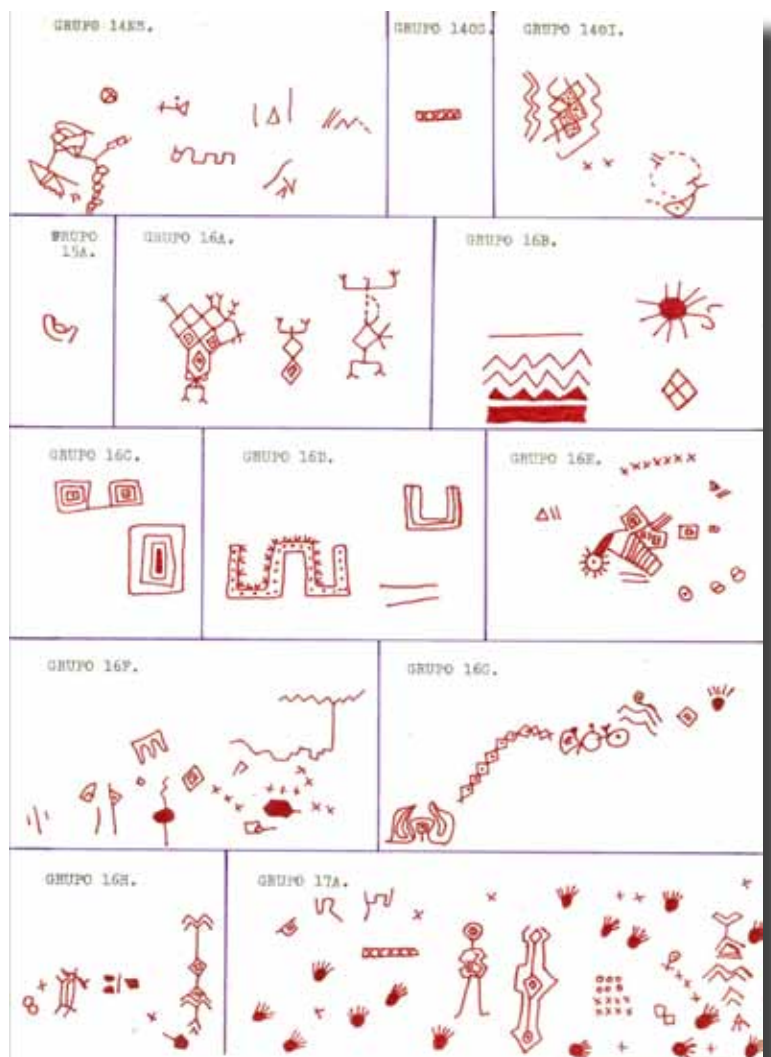 GRUPO 14NS.
GRUPO 14OS.
GRUPO 14OI.
GRUPO
15A.
GRUPO 16A.
GRUPO 16B.
GRUPO 16C.
GRUPO 16D.
GRUPO 16E.
GRUPO 16F.
GRUPO 16G.
GRUPO 16H.
GRUPO 17A.